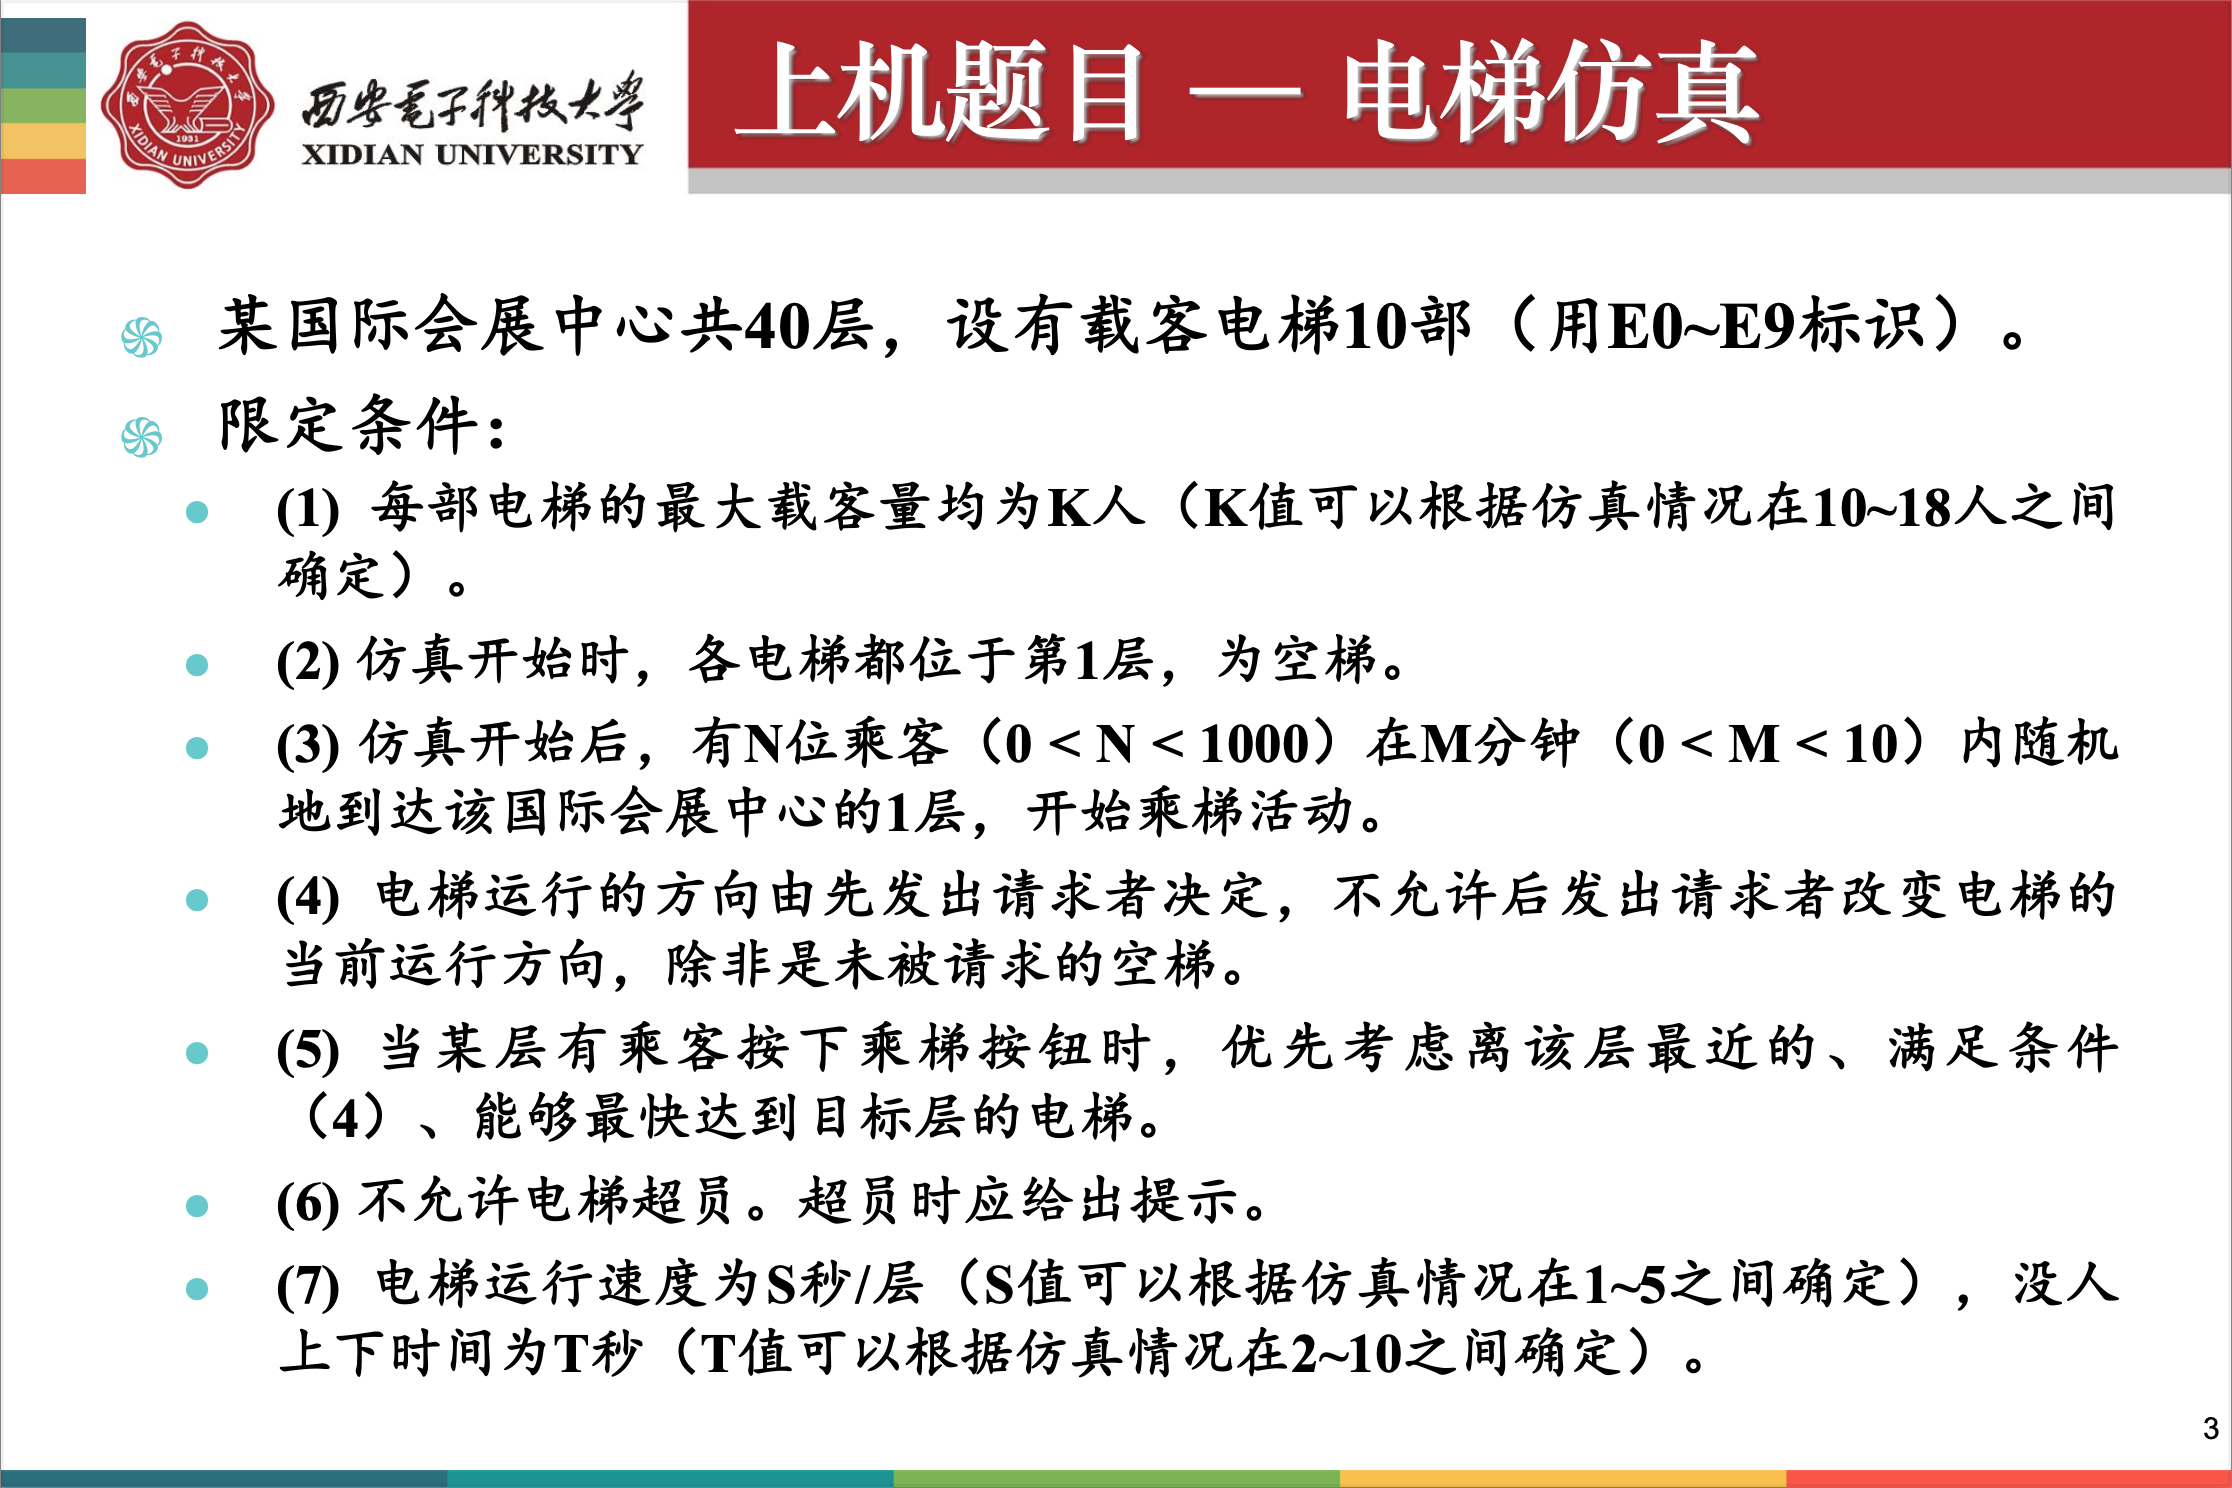 西安電子科技大学
XIDIAN UNIVERSITY
1931
XIDIAN UNIVERSITY
上机题目 — 电梯仿真
某国际会展中心共40层，设有载客电梯10部（用E0~E9标识）。
限定条件：
(1) 每部电梯的最大载客量均为K人（K值可以根据仿真情况在10~18人之间
确定）。
(2) 仿真开始时，各电梯都位于第1层，为空梯。
(3) 仿真开始后，有N位乘客（0 < N < 1000）在M分钟（0 < M < 10）内随机
地到达该国际会展中心的1层，开始乘梯活动。
(4) 电梯运行的方向由先发出请求者决定，不允许后发出请求者改变电梯的
当前运行方向，除非是未被请求的空梯。
(5) 当某层有乘客按下乘梯按钮时，优先考虑离该层最近的、满足条件
（4）、能够最快达到目标层的电梯。
(6) 不允许电梯超员。超员时应给出提示。
(7) 电梯运行速度为S秒/层（S值可以根据仿真情况在1~5之间确定），没人
上下时间为T秒（T值可以根据仿真情况在2~10之间确定）。
3